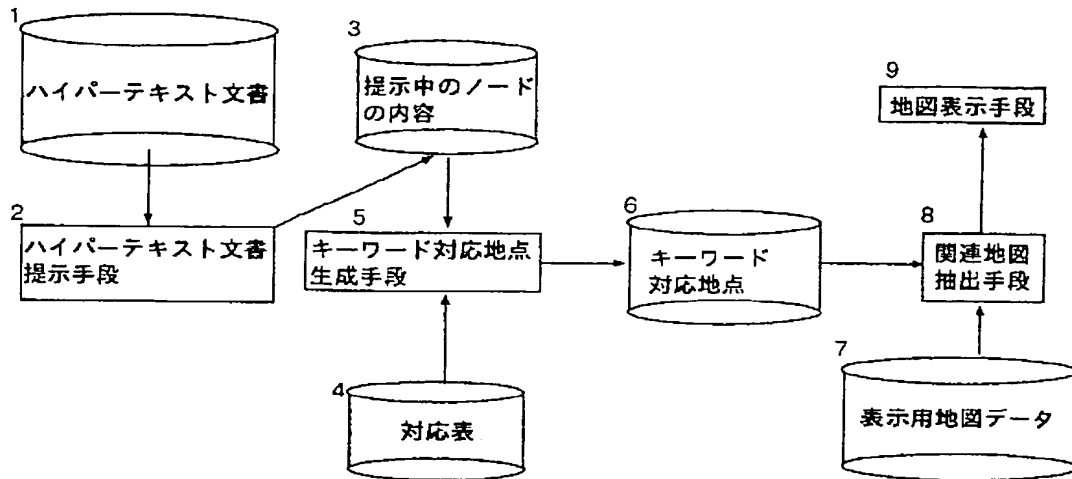 1
ハイパーテキスト文書
2
ハイパーテキスト文書
提示手段
3
提示中のノード
の内容
4
対応表
5
キーワード対応地点
生成手段
6
キーワード
対応地点
7
表示用地図データ
8
関連地図
抽出手段
9
地図表示手段